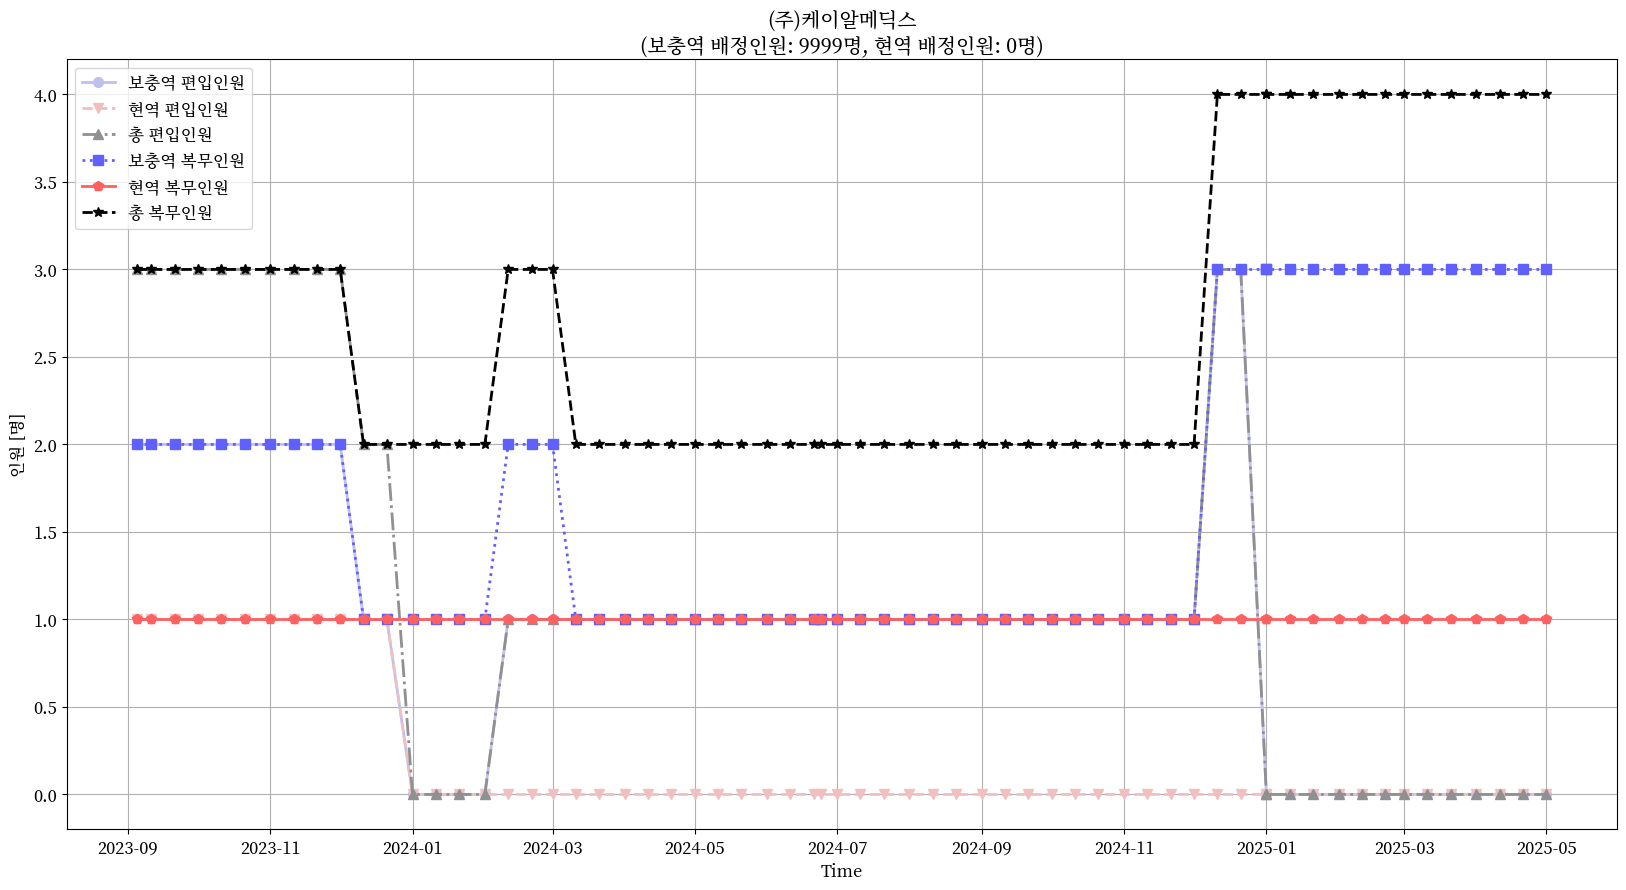 (주)케이알메딕스
(보충역 배정인원: 9999명, 현역 배정인원: 0명)
보충역 편입인원
현역 편입인원
총 편입인원
보충역 복무인원
현역 복무인원
총 복무인원
4.0
3.5
3.0
2.5
2.0
1.5
1.0
0.5
0.0
인원 [명]
2023-09
2023-11
2024-01
2024-03
2024-05
2024-07
2024-09
2024-11
2025-01
2025-03
2025-05
Time